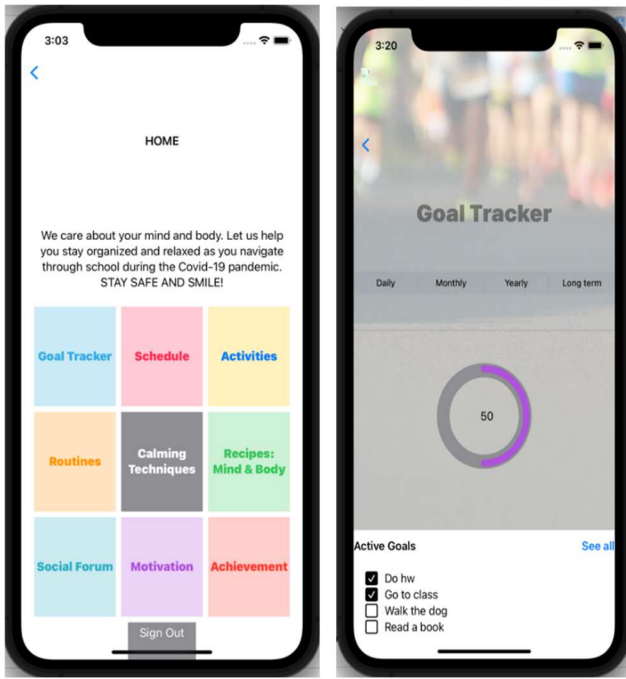 3:03
HOME
We care about your mind and body. Let us help
you stay organized and relaxed as you navigate
through school during the Covid-19 pandemic.
STAY SAFE AND SMILE!
Goal Tracker
Schedule
Activities
Routines
Calming
Techniques
Recipes:
Mind & Body
Social Forum
Motivation
Achievement
Sign Out
3:20
Goal Tracker
Daily Monthly Yearly Long term
50
Active Goals See all
Do hw
Go to class
Walk the dog
Read a book